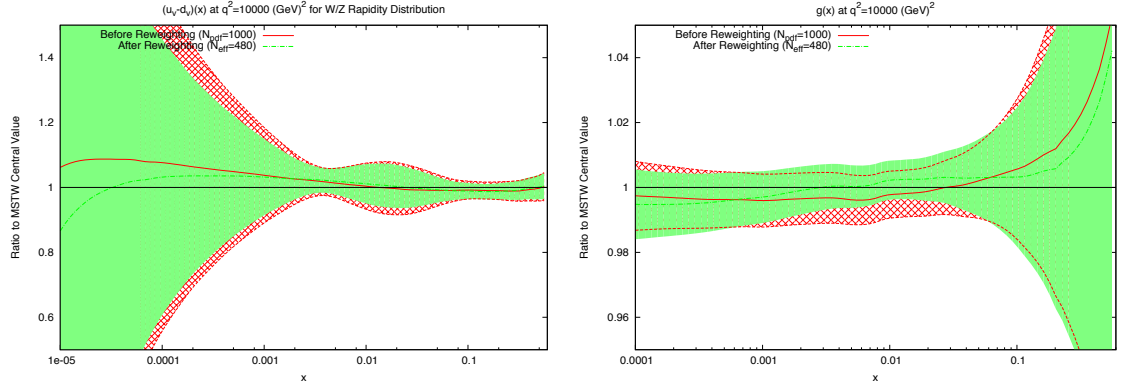 (u_v-d_v)(x) at q²=10000 (GeV)² for W/Z Rapidity Distribution
Before Reweighting (N_pdf=1000)
After Reweighting (N_eff=480)
Ratio to MSTW Central Value
1.4
1.2
1
0.8
0.6
1e-05
0.0001
0.001
0.01
0.1
x
g(x) at q²=10000 (GeV)²
Before Reweighting (N_pdf=1000)
After Reweighting (N_eff=480)
Ratio to MSTW Central Value
1.04
1.02
1
0.98
0.96
0.0001
0.001
0.01
0.1
x